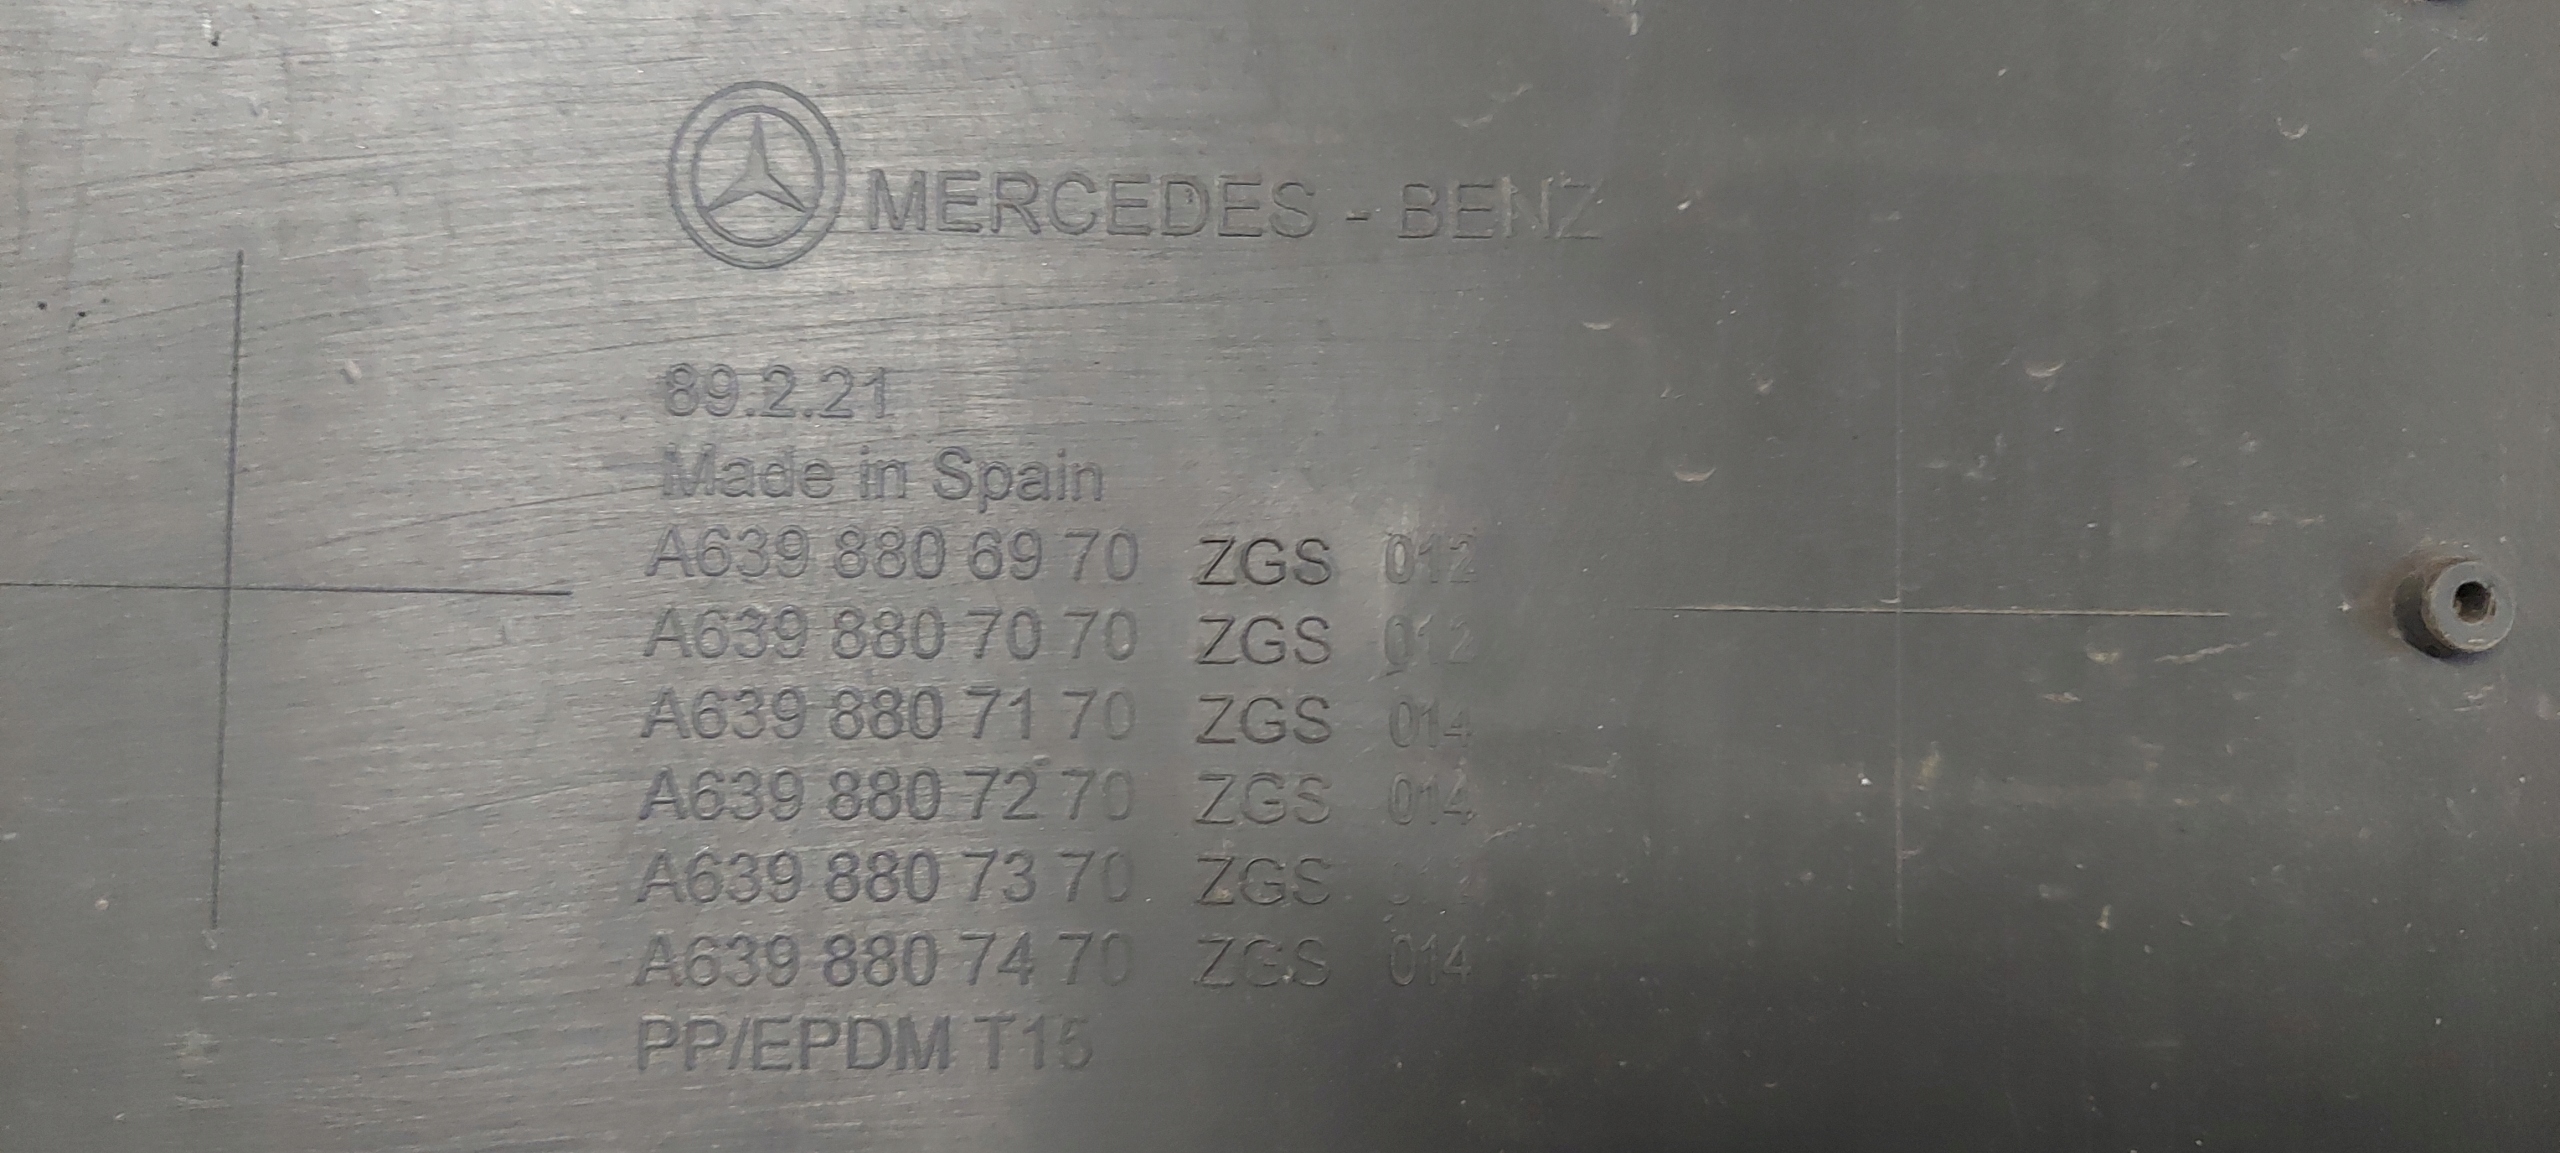 MERCEDES - BENZ
89.2.21
Made in Spain
A639 880 69 70 ZGS 012
A639 880 70 70 ZGS 012
A639 880 71 70 ZGS 014
A639 880 72 70 ZGS 014
A639 880 73 70 ZGS
A639 880 74 70 ZGS 014
PP/EPDM T15